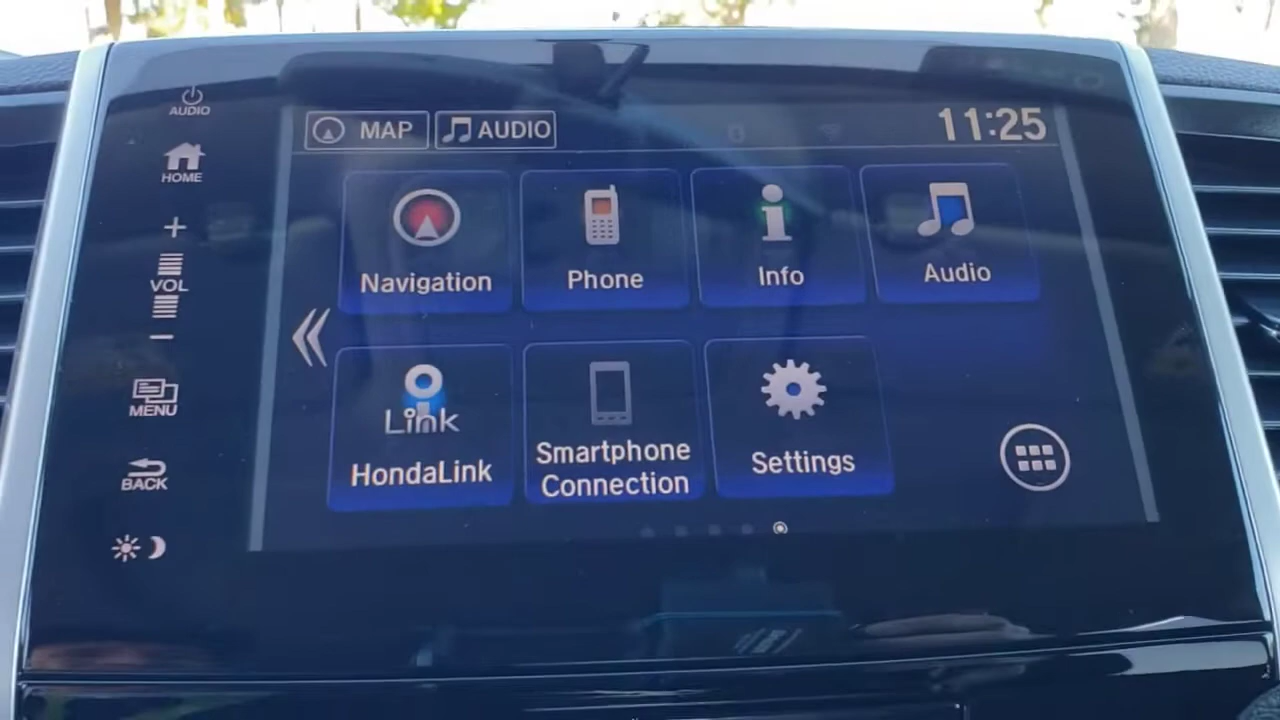 AUDIO
HOME
+
VOL
−
MENU
BACK
MAP
AUDIO
11:25
Navigation
Phone
Info
Audio
Link
HondaLink
Smartphone
Connection
Settings